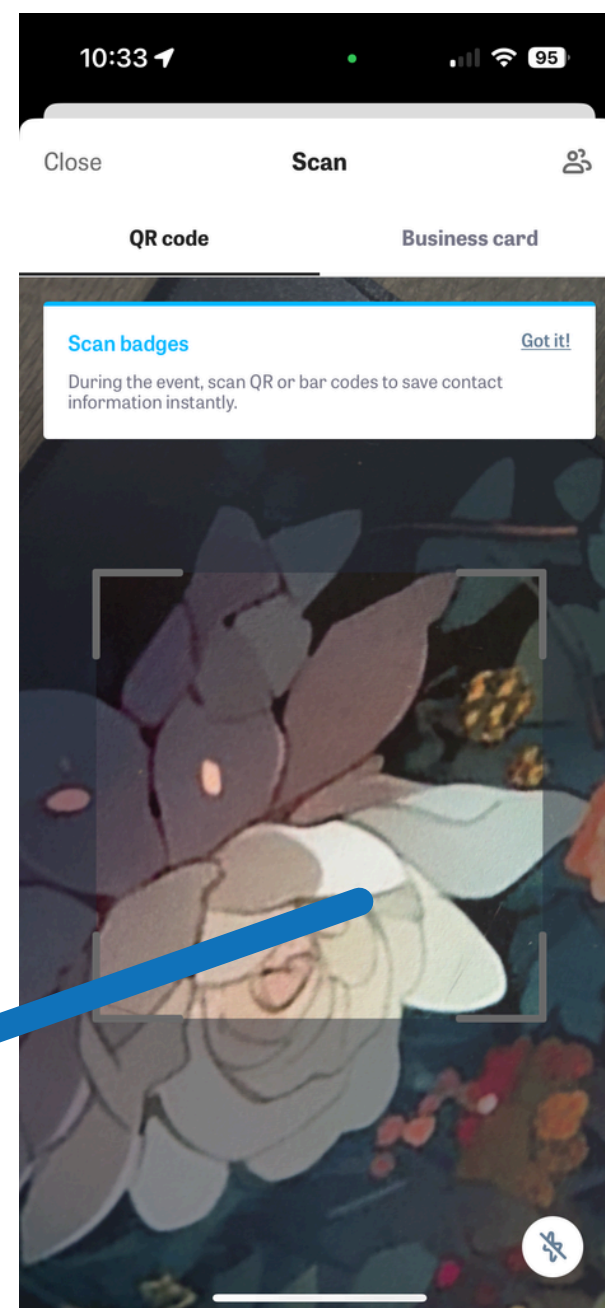 10:33
95
Close
Scan
QR code
Business card
Scan badges
Got it!
During the event, scan QR or bar codes to save contact
information instantly.